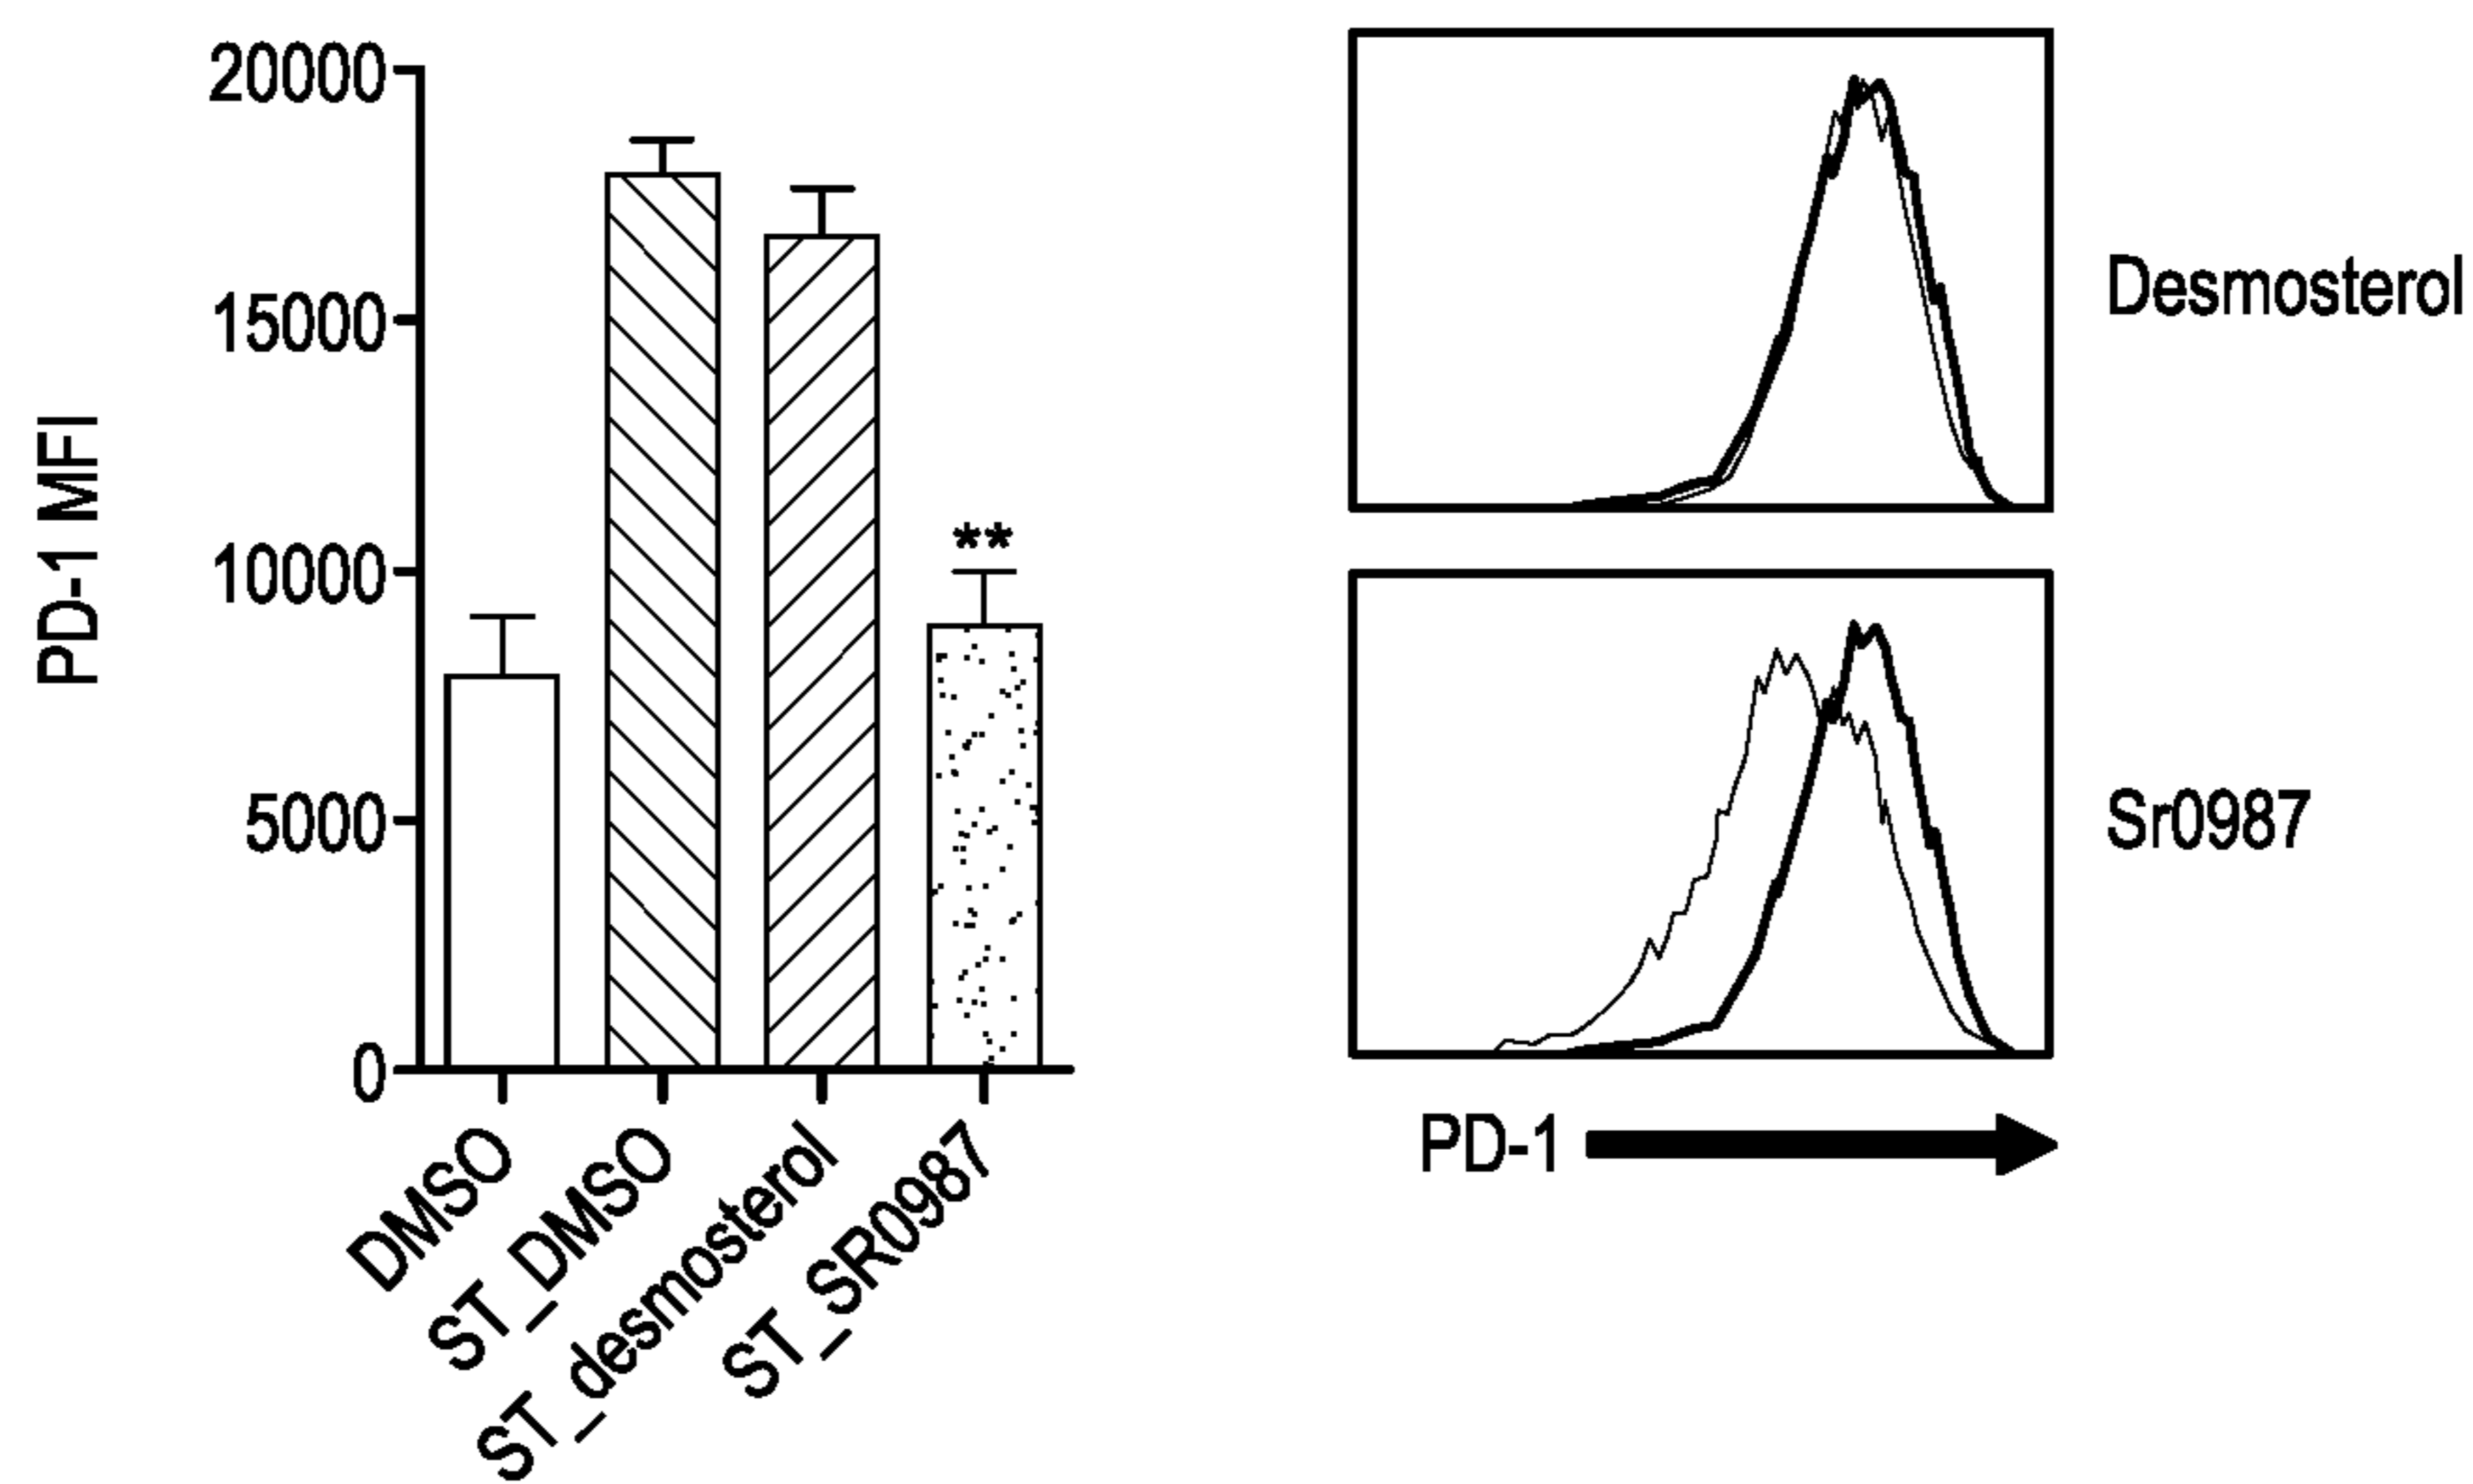 PD-1 MFI
20000
15000
10000
5000
0
**
DMSO
ST_DMSO
ST_desmosterol
ST_SR0987
Desmosterol
Sr0987
PD-1